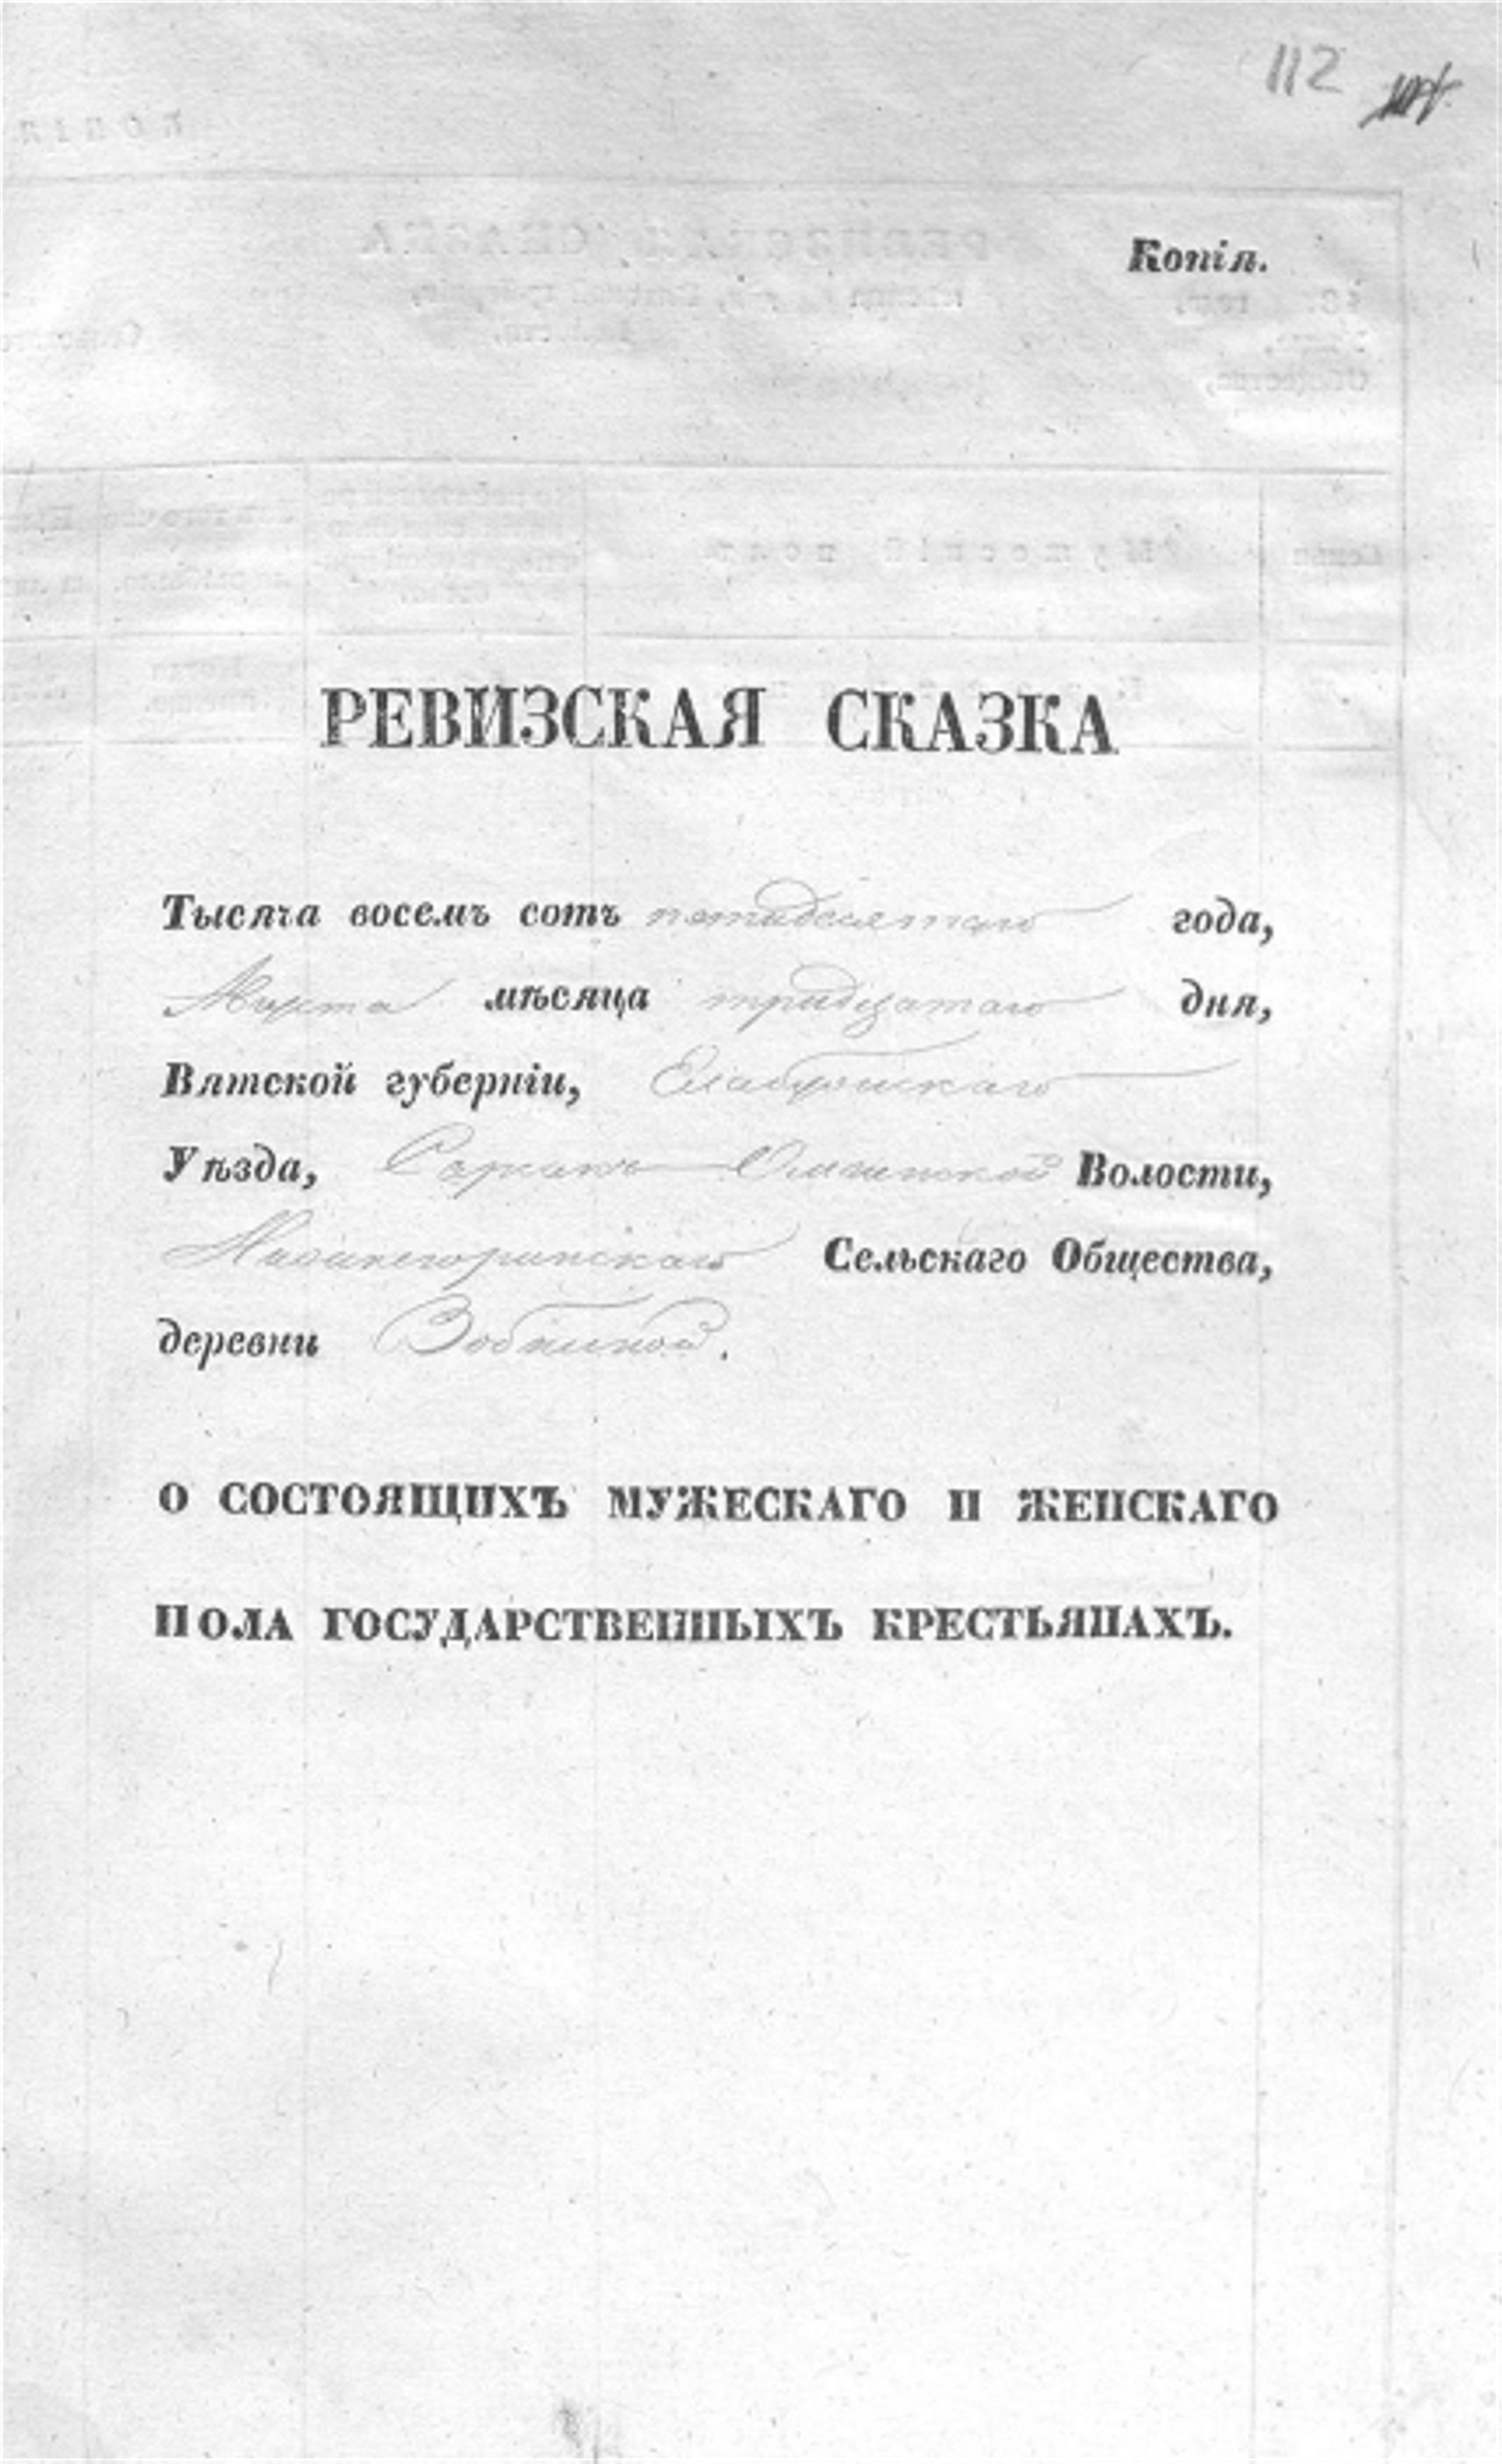 112
Копія.
РЕВИЗСКАЯ СКАЗКА
Тысяча восемъ сотъ пятидесятаго года,
Марта мѣсяца тридцатаго дня,
Вятской губерніи, Елабужскаго
Уѣзда, Волости,
Сельскаго Общества,
деревни
О СОСТОЯЩИХЪ МУЖЕСКАГО И ЖЕНСКАГО
ПОЛА ГОСУДАРСТВЕННЫХЪ КРЕСТЬЯНАХЪ.